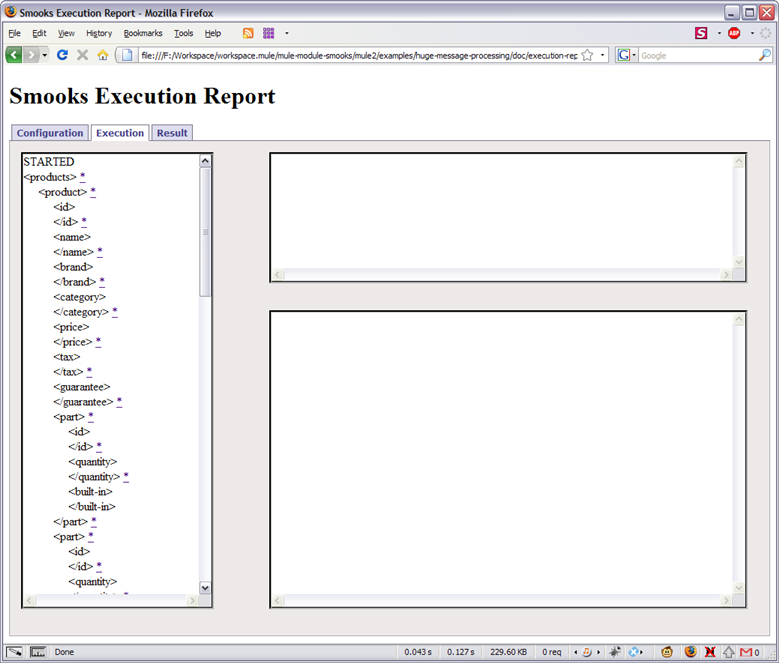 Smooks Execution Report - Mozilla Firefox
File Edit View History Bookmarks Tools Help
file:///F:/Workspace/workspace.mule/mule-module-smooks/mule2/examples/huge-message-processing/doc/execution-rep
Google
Smooks Execution Report
Configuration Execution Result
STARTED
<products> *
<product> *
<id>
</id> *
<name>
</name> *
<brand>
</brand> *
<category>
</category> *
<price>
</price> *
<tax>
</tax> *
<guarantee>
</guarantee> *
<part> *
<id>
</id> *
<quantity>
</quantity> *
<built-in>
</built-in>
</part> *
<part> *
<id>
</id> *
<quantity>
Done 0.043 s 0.127 s 229.60 KB 0 req 0